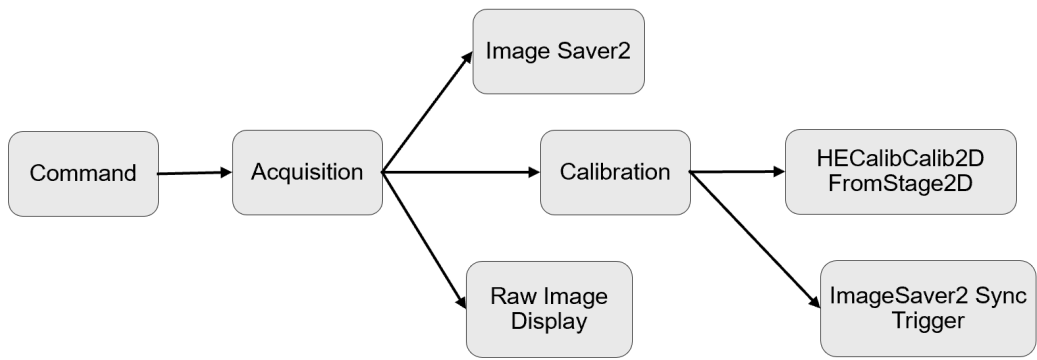 Image Saver2
Command
Acquisition
Calibration
HECalibCalib2D
FromStage2D
Raw Image
Display
ImageSaver2 Sync
Trigger